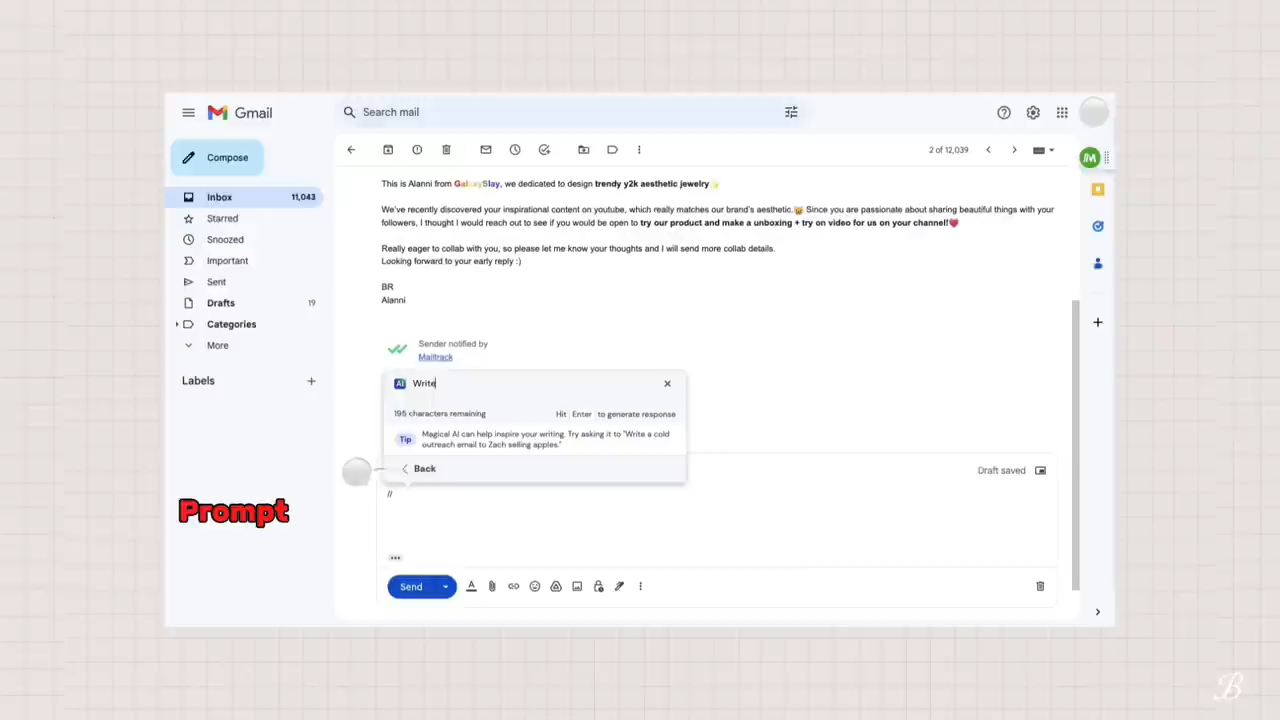 Gmail
Search mail
Compose
2 of 12,039
Inbox 11,043
Starred
Snoozed
Important
Sent
Drafts 19
Categories
More
Labels
This is Alanni from GalaxySlay, we dedicated to design trendy y2k aesthetic jewelry
We've recently discovered your inspirational content on youtube, which really matches our brand's aesthetic. Since you are passionate about sharing beautiful things with your
followers, I thought I would reach out to see if you would be open to try our product and make a unboxing + try on video for us on your channel!
Really eager to collab with you, so please let me know your thoughts and I will send more collab details.
Looking forward to your early reply :)
BR
Alanni
Sender notified by
Mailtrack
AI Write
195 characters remaining Hit Enter to generate response
Tip Magical AI can help inspire your writing. Try asking it to "Write a cold
outreach email to Zach selling apples."
Back
Draft saved
//
Prompt
Send
B